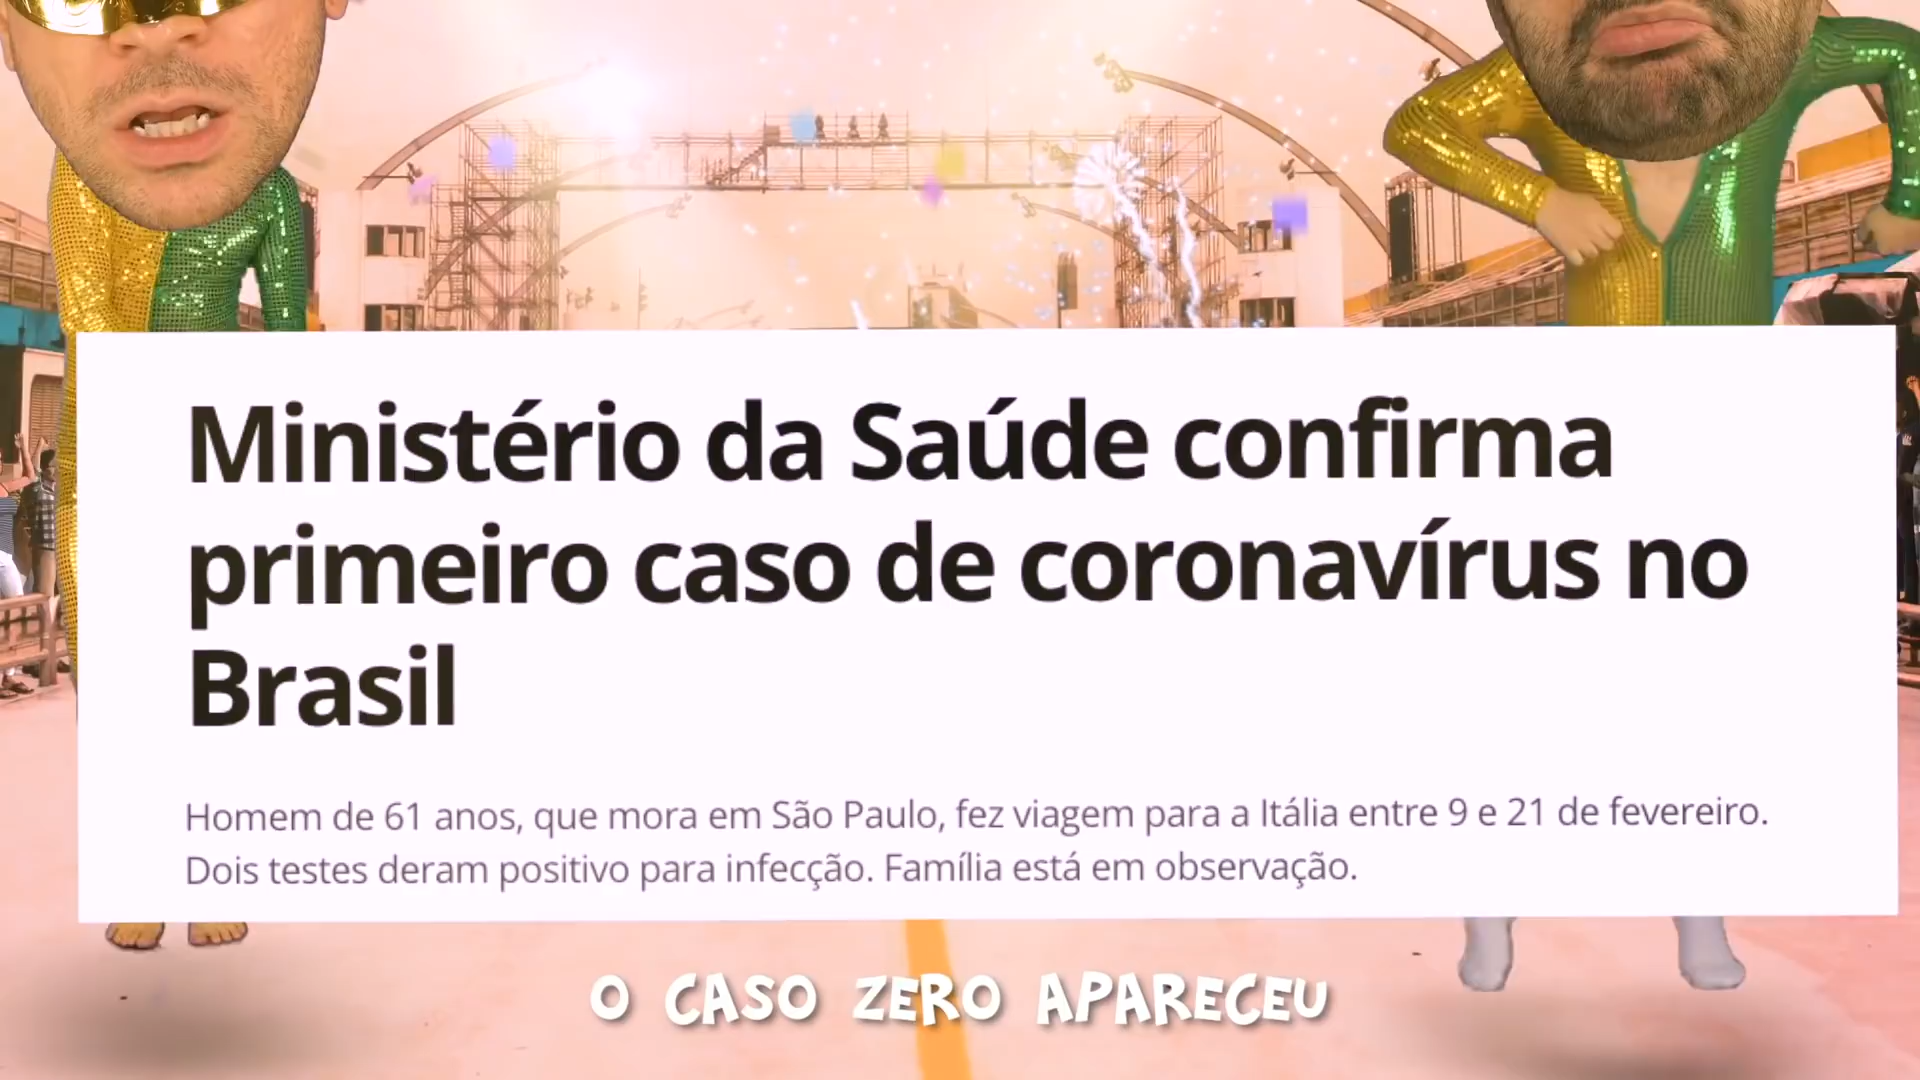 Ministério da Saúde confirma
primeiro caso de coronavírus no
Brasil
Homem de 61 anos, que mora em São Paulo, fez viagem para a Itália entre 9 e 21 de fevereiro.
Dois testes deram positivo para infecção. Família está em observação.
O CASO ZERO APARECEU